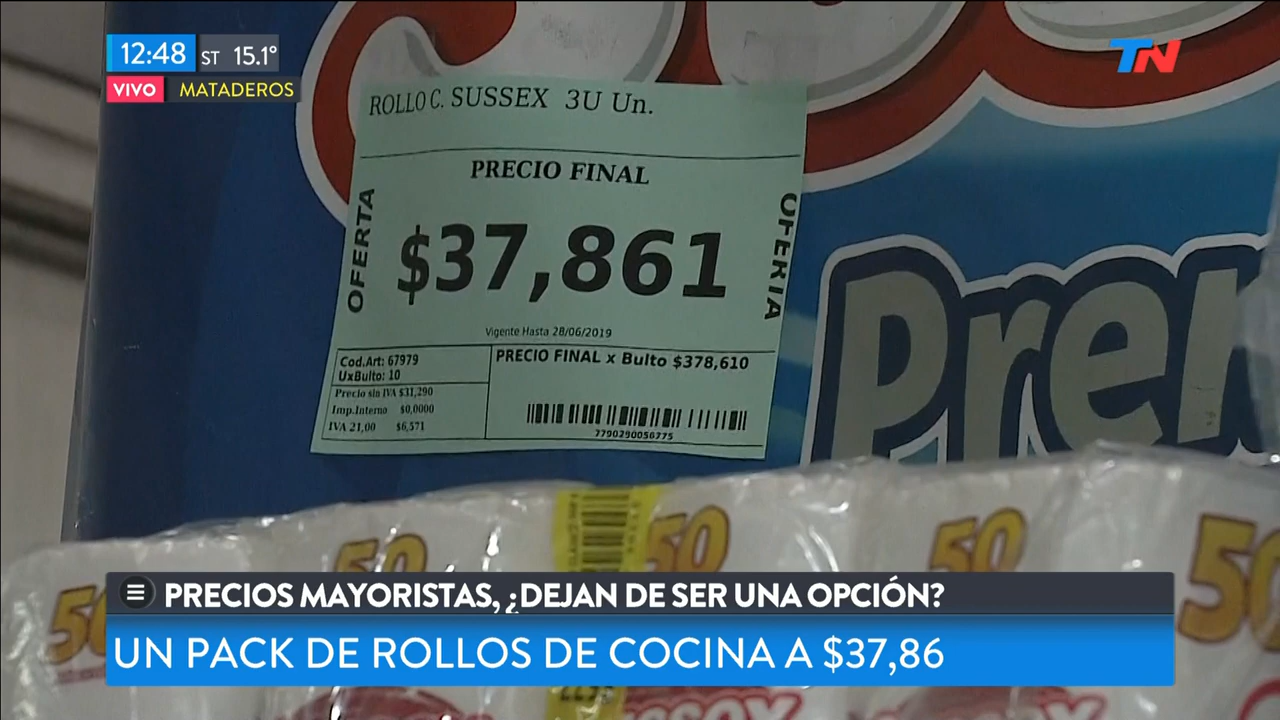 12:48 ST 15.1°
VIVO MATADEROS
TN
ROLLO C. SUSSEX 3U Un.
PRECIO FINAL
OFERTA
$37,861
OFERTA
Vigente Hasta 28/06/2019
Cod.Art: 67979
UxBulto: 10
PRECIO FINAL x Bulto $378,610
Precio sin IVA $31,290
Imp.Interno $0,0000
IVA 21,00 $6,571
7790290056775
Pre
50 50 50 50 50
PRECIOS MAYORISTAS, ¿DEJAN DE SER UNA OPCIÓN?
UN PACK DE ROLLOS DE COCINA A $37,86